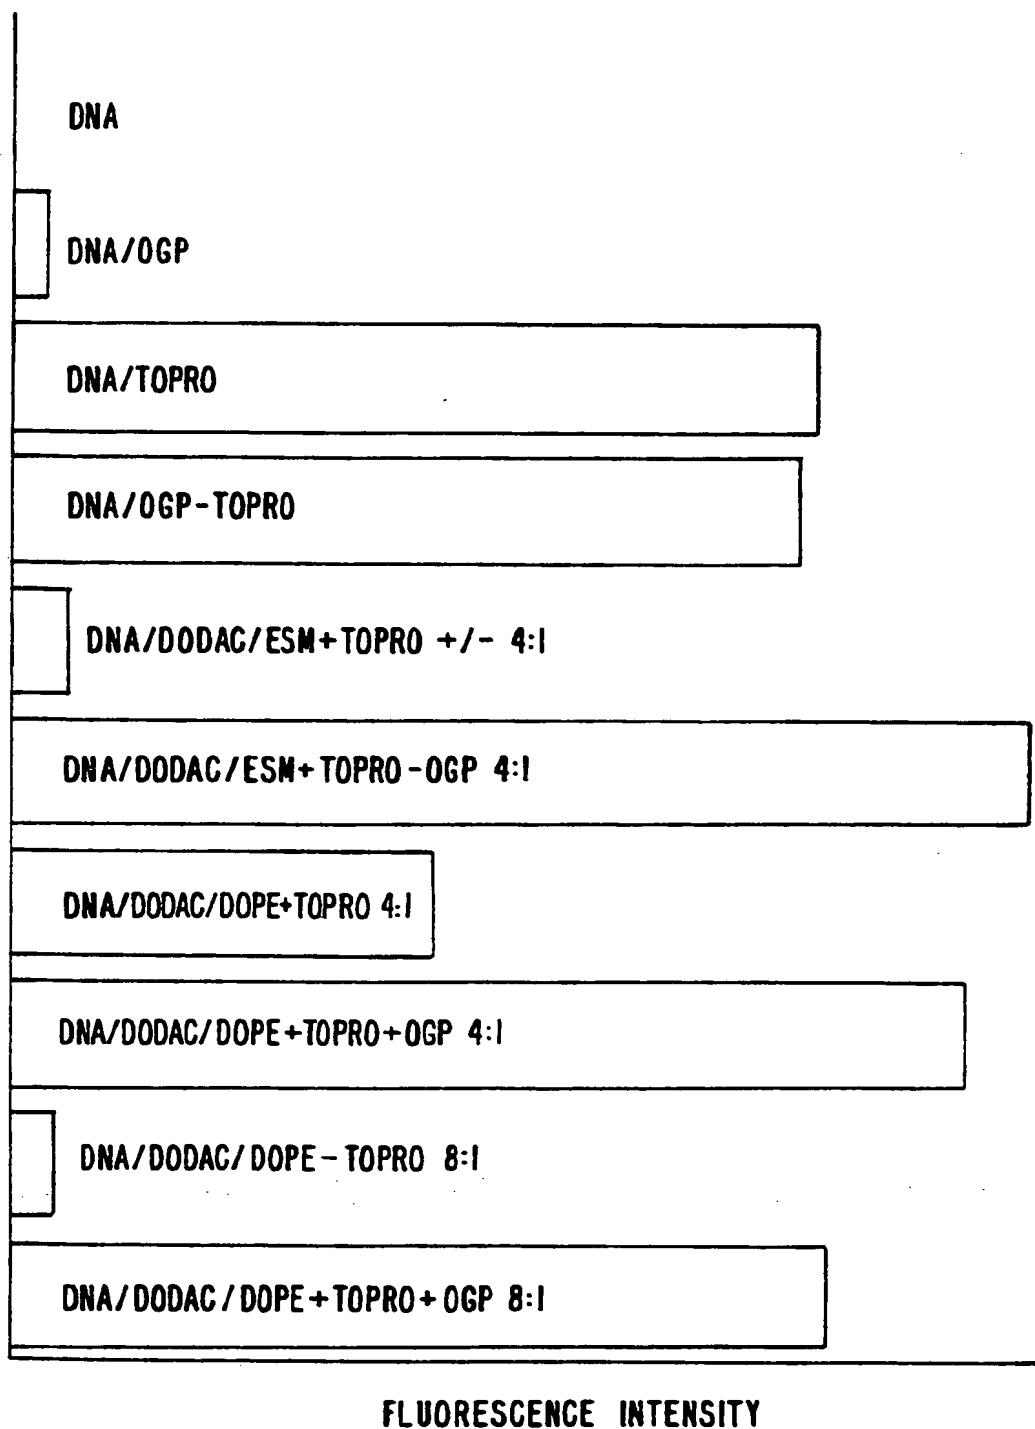 DNA
DNA/OGP
DNA/TOPRO
DNA/OGP-TOPRO
DNA/DODAC/ESM+TOPRO +/- 4:1
DNA/DODAC/ESM+TOPRO-OGP 4:1
DNA/DODAC/DOPE+TOPRO 4:1
DNA/DODAC/DOPE+TOPRO+OGP 4:1
DNA/DODAC/DOPE-TOPRO 8:1
DNA/DODAC/DOPE+TOPRO+OGP 8:1
FLUORESCENCE INTENSITY